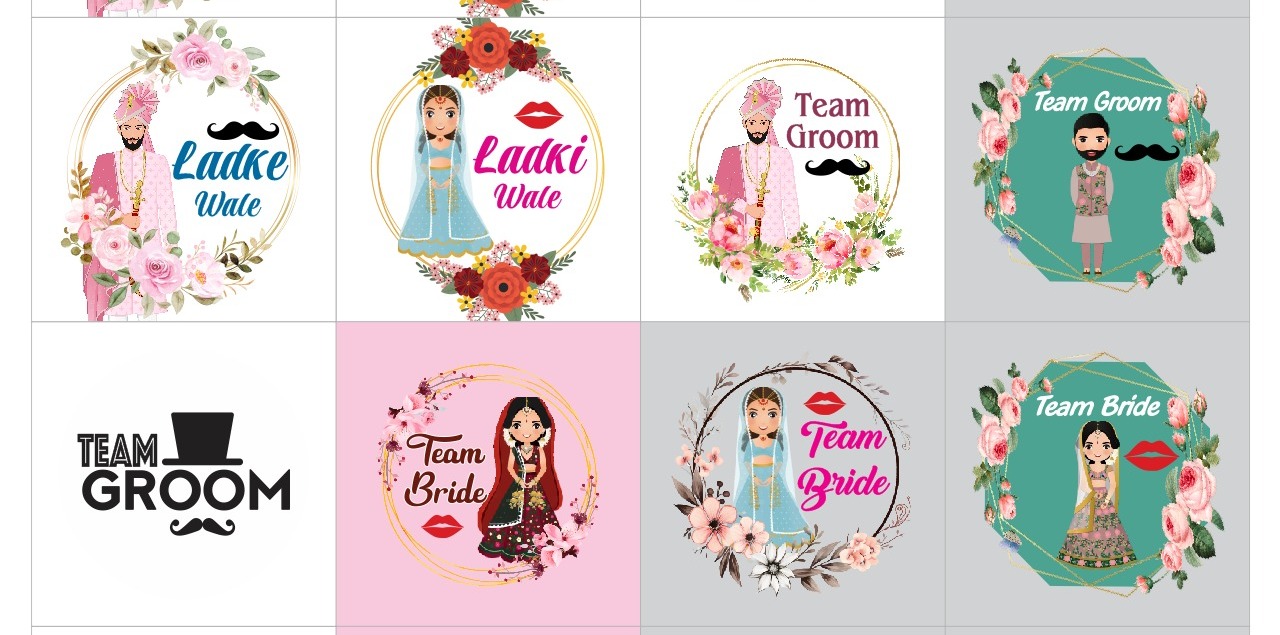 Ladke
Wale
Ladki
Wale
Team
Groom
Team Groom
TEAM
GROOM
Team
Bride
Team
Bride
Team Bride